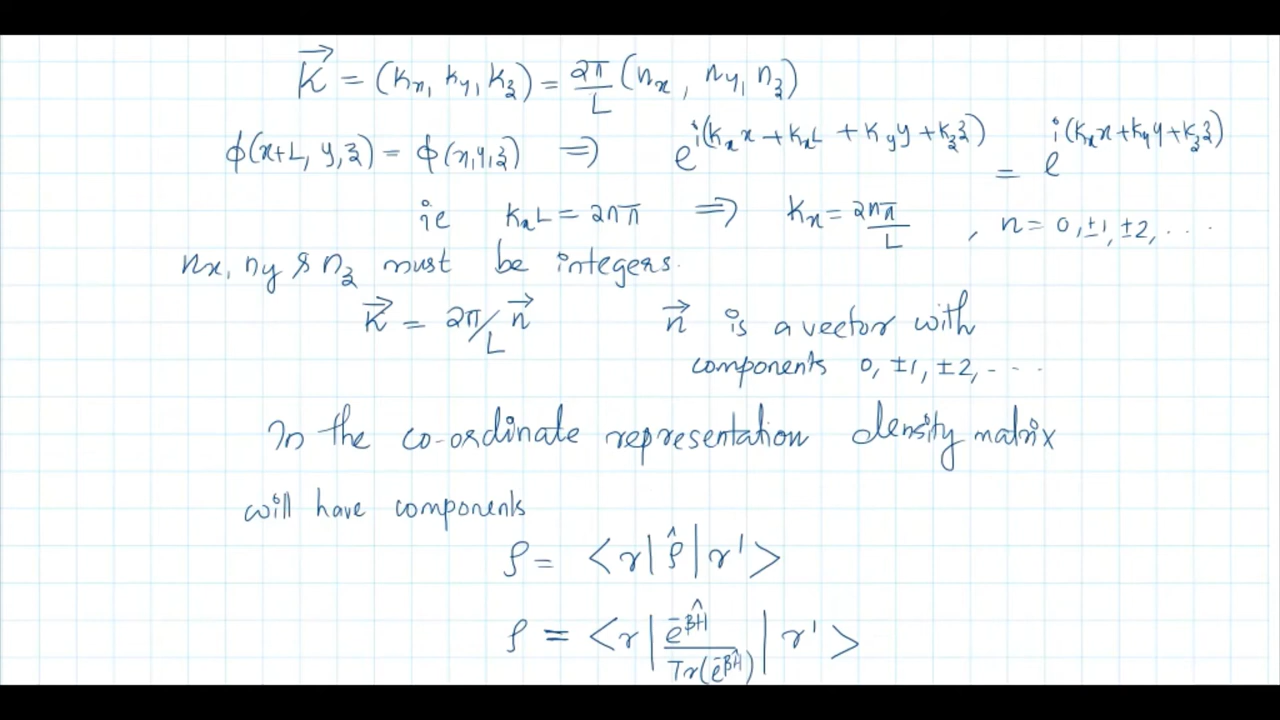 K⃗ = (kx, ky, kz) = 2π/L (nx, ny, nz)
ϕ(x+L, y, z) = ϕ(x, y, z) ⇒ e^{i(kx x + kx L + ky y + kz z)} = e^{i(kx x + ky y + kz z)}
ie kx L = 2nπ ⇒ kx = 2nπ/L , n = 0, ±1, ±2, ...
nx, ny & nz must be integers.
K⃗ = 2π/L n⃗ n⃗ is a vector with
components 0, ±1, ±2, ...
In the co-ordinate representation density matrix
will have components
ρ = <r|ρ̂|r'>
ρ = <r| e^{-βĤ} / Tr(e^{-βĤ}) |r'>